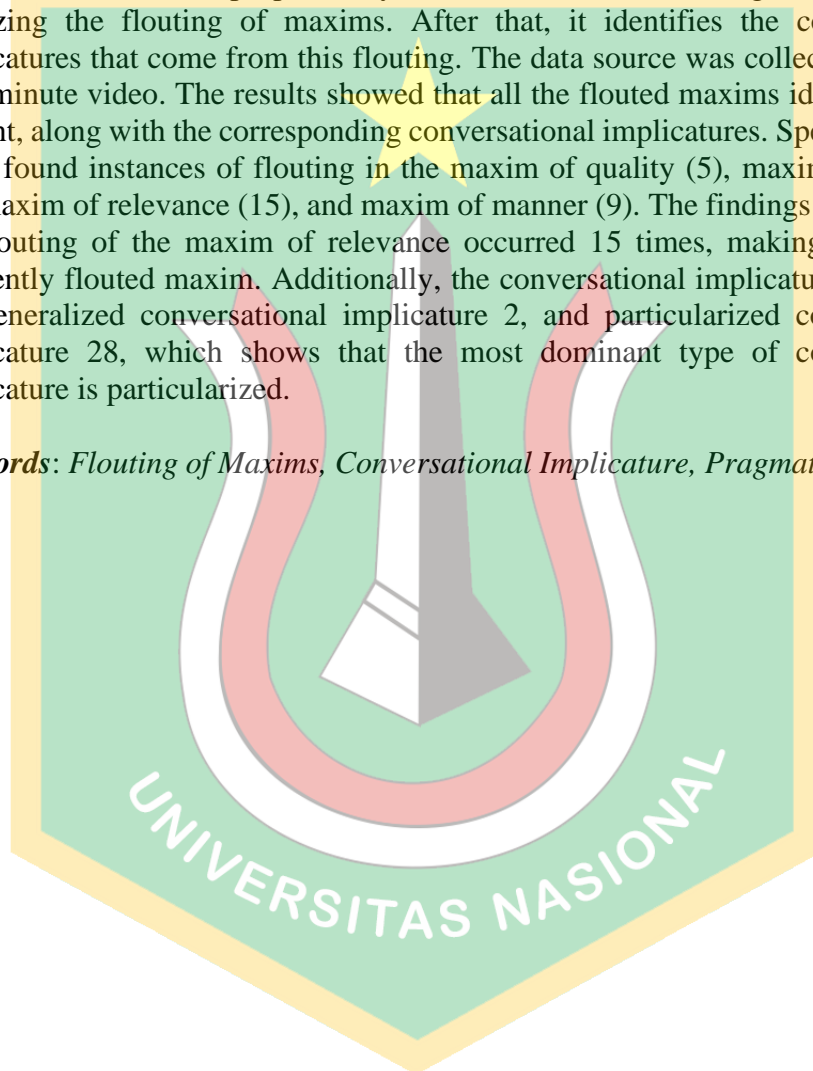 zing the flouting of maxims. After that, it identifies the co
catures that come from this flouting. The data source was collec
minute video. The results showed that all the flouted maxims id
nt, along with the corresponding conversational implicatures. Spe
found instances of flouting in the maxim of quality (5), maxim
axim of relevance (15), and maxim of manner (9). The findings
outing of the maxim of relevance occurred 15 times, making
ently flouted maxim. Additionally, the conversational implicatu
eneralized conversational implicature 2, and particularized co
cature 28, which shows that the most dominant type of co
cature is particularized.
ords: Flouting of Maxims, Conversational Implicature, Pragmat
UNIVERSITAS NASIONAL